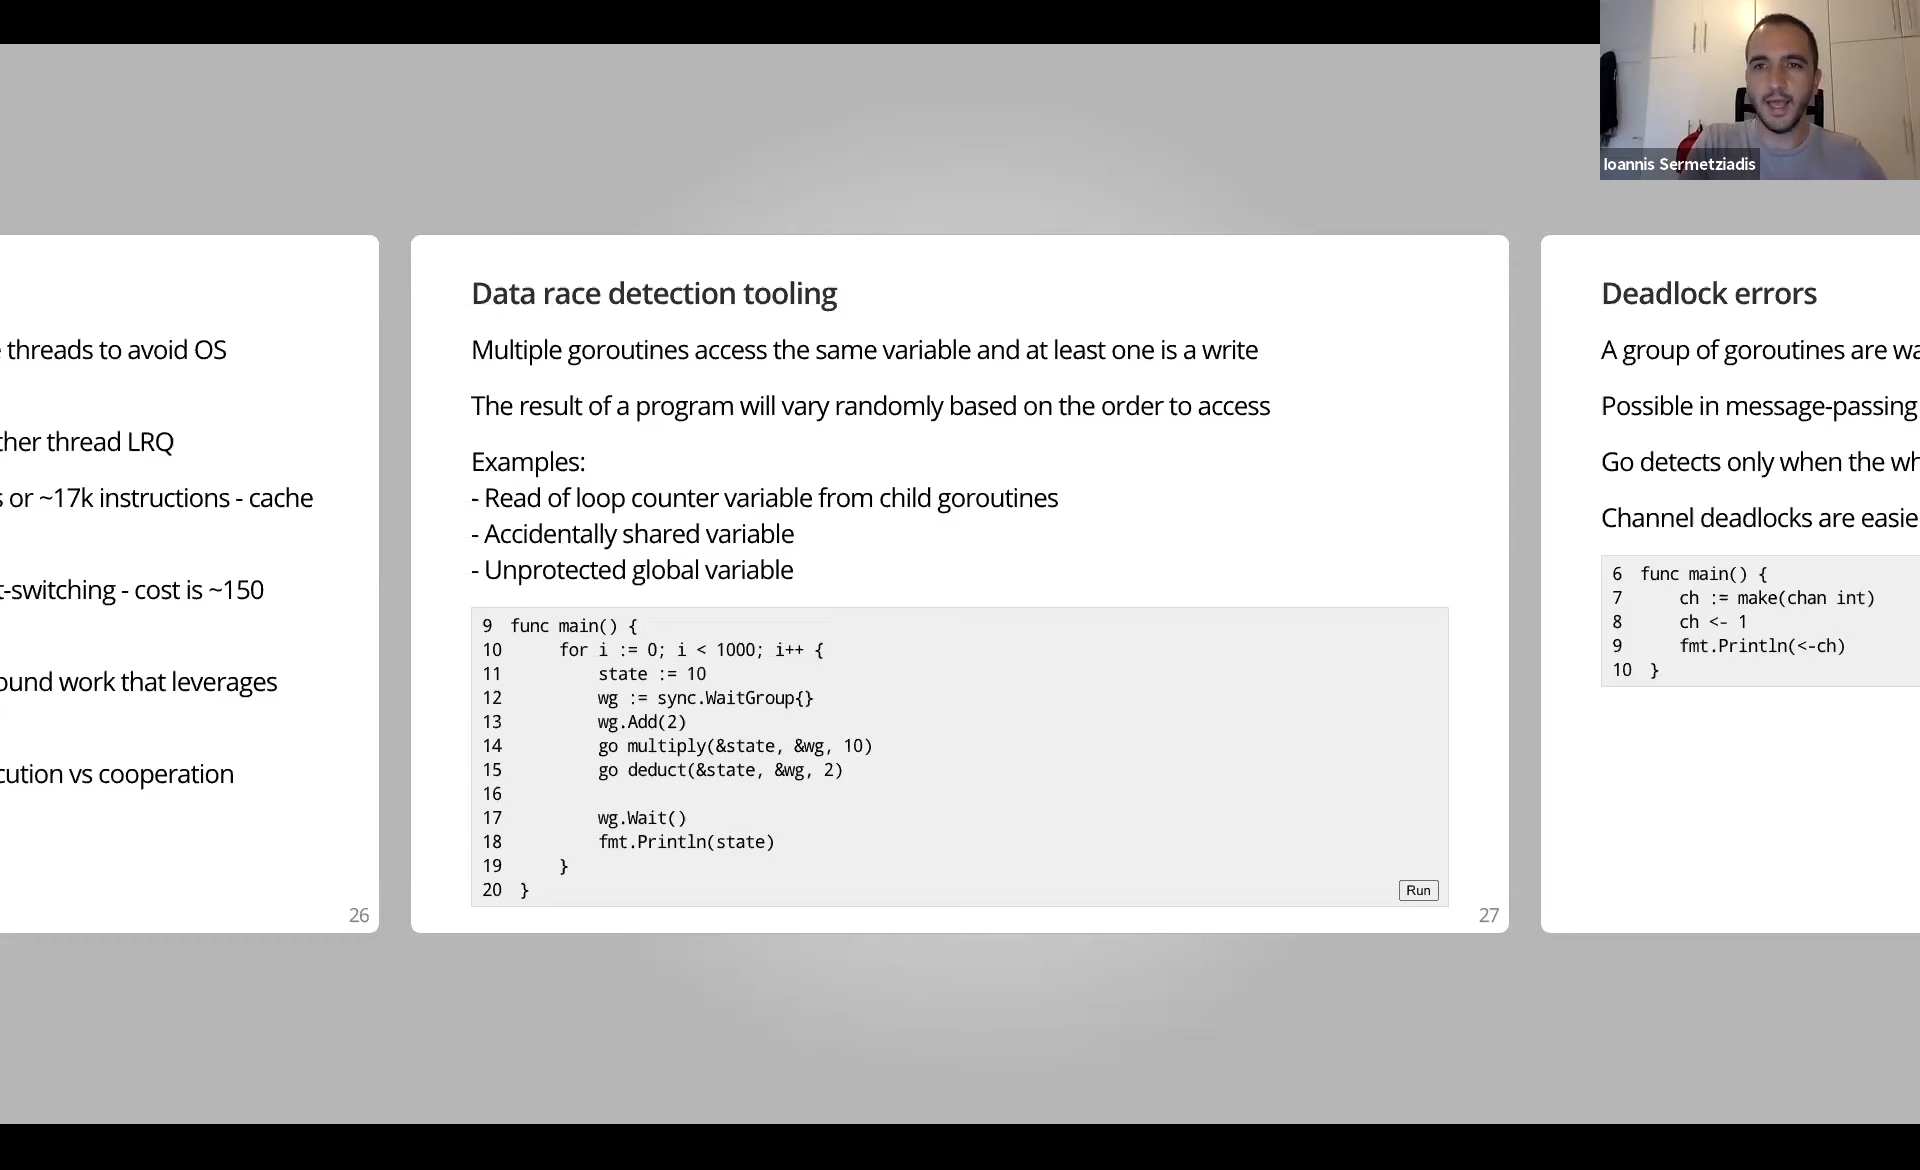 Ioannis Sermetziadis
threads to avoid OS
ther thread LRQ
or ~17k instructions - cache
t-switching - cost is ~150
ound work that leverages
cution vs cooperation
26
Data race detection tooling
Multiple goroutines access the same variable and at least one is a write
The result of a program will vary randomly based on the order to access
Examples:
- Read of loop counter variable from child goroutines
- Accidentally shared variable
- Unprotected global variable
9 func main() {
10 for i := 0; i < 1000; i++ {
11 state := 10
12 wg := sync.WaitGroup{}
13 wg.Add(2)
14 go multiply(&state, &wg, 10)
15 go deduct(&state, &wg, 2)
16
17 wg.Wait()
18 fmt.Println(state)
19 }
20 }
Run
27
Deadlock errors
A group of goroutines are wa
Possible in message-passing
Go detects only when the wh
Channel deadlocks are easie
6 func main() {
7 ch := make(chan int)
8 ch <- 1
9 fmt.Println(<-ch)
10 }